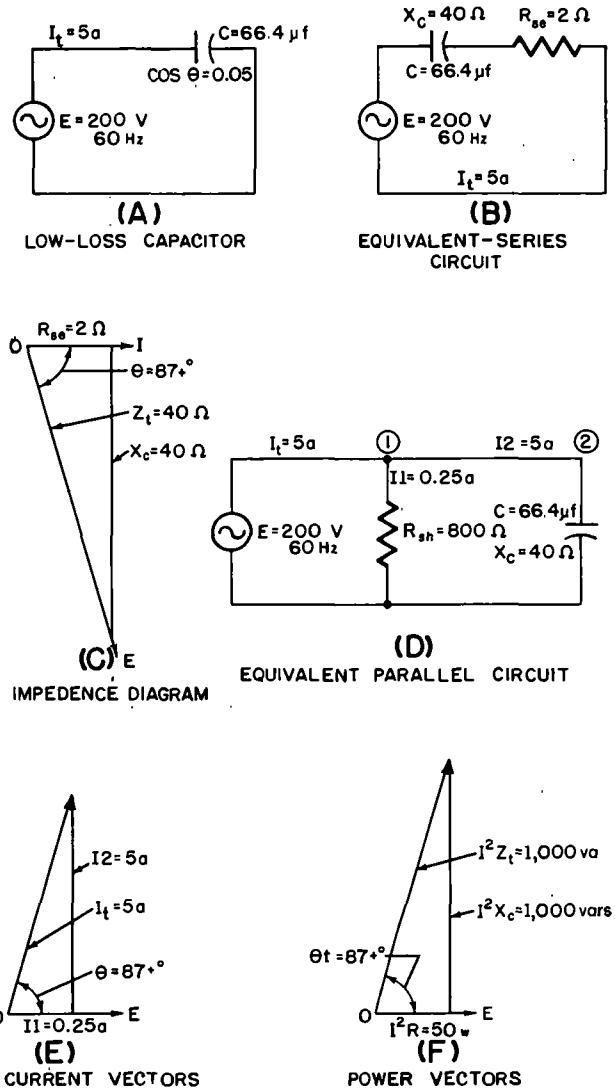 I_t=5a
C=66.4 μf
COS θ=0.05
E=200 V
60 Hz
(A)
LOW-LOSS CAPACITOR
X_C=40 Ω
R_se=2 Ω
C=66.4 μf
E=200 V
60 Hz
I_t=5a
(B)
EQUIVALENT-SERIES
CIRCUIT
R_se=2 Ω
O
I
θ=87+°
Z_t=40 Ω
X_C=40 Ω
E
(C)
IMPEDENCE DIAGRAM
I_t=5a
①
I2=5a
②
I1=0.25a
E=200 V
60 Hz
R_sh=800 Ω
C=66.4μf
X_C=40 Ω
(D)
EQUIVALENT PARALLEL CIRCUIT
I2=5a
I_t=5a
θ=87+°
O
I1=0.25a
E
(E)
CURRENT VECTORS
I²Z_t=1,000 va
I²X_C=1,000 vars
θt=87+°
O
I²R=50 w
E
(F)
POWER VECTORS